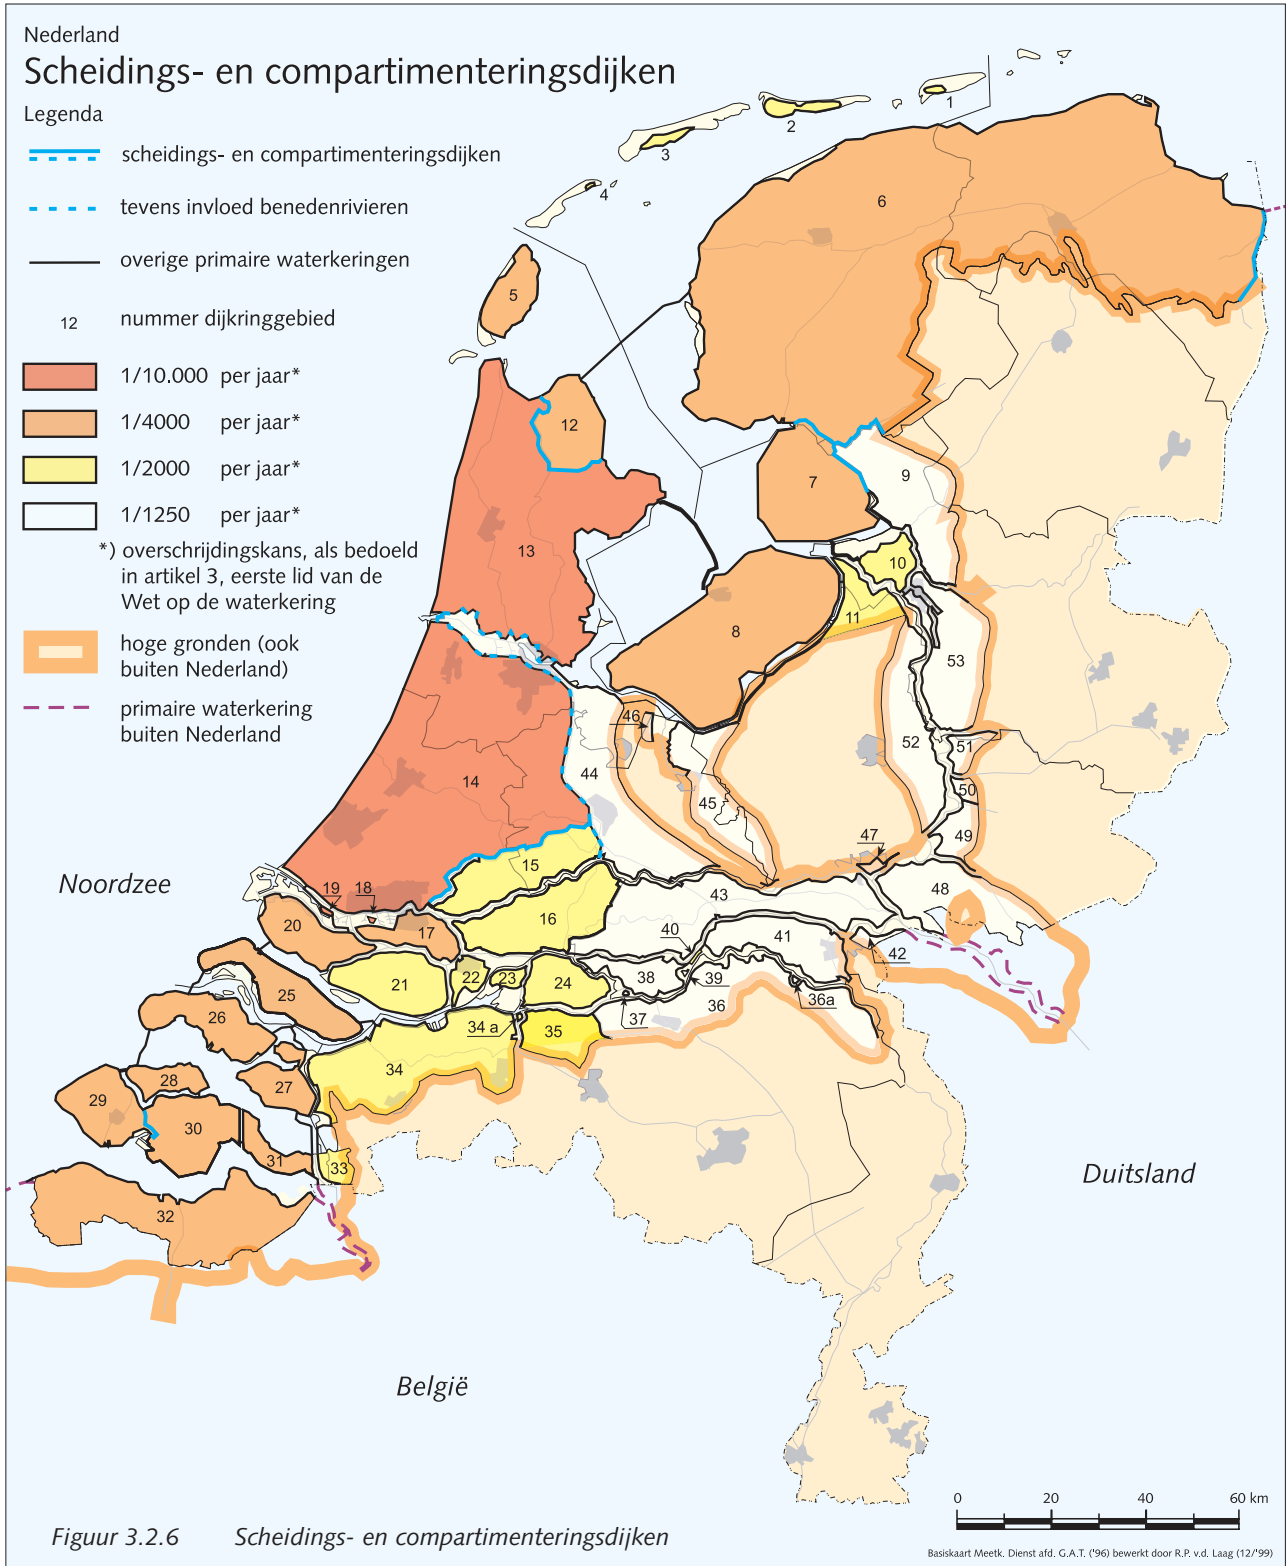 Nederland
Scheidings- en compartimenteringsdijken
Legenda
scheidings- en compartimenteringsdijken
tevens invloed benedenrivieren
overige primaire waterkeringen
12 nummer dijkringgebied
1/10.000 per jaar*
1/4000 per jaar*
1/2000 per jaar*
1/1250 per jaar*
*) overschrijdingskans, als bedoeld
in artikel 3, eerste lid van de
Wet op de waterkering
hoge gronden (ook
buiten Nederland)
primaire waterkering
buiten Nederland
1
2
3
4
5
6
7
8
9
10
11
12
13
14
15
16
17
18
19
20
21
22
23
24
25
26
27
28
29
30
31
32
33
34
34 a
35
36
36a
37
38
39
40
41
42
43
44
45
46
47
48
49
50
51
52
53
Noordzee
Duitsland
België
0 20 40 60 km
Figuur 3.2.6 Scheidings- en compartimenteringsdijken
Basiskaart Meetk. Dienst afd. G.A.T. ('96) bewerkt door R.P. v.d. Laag (12/'99)